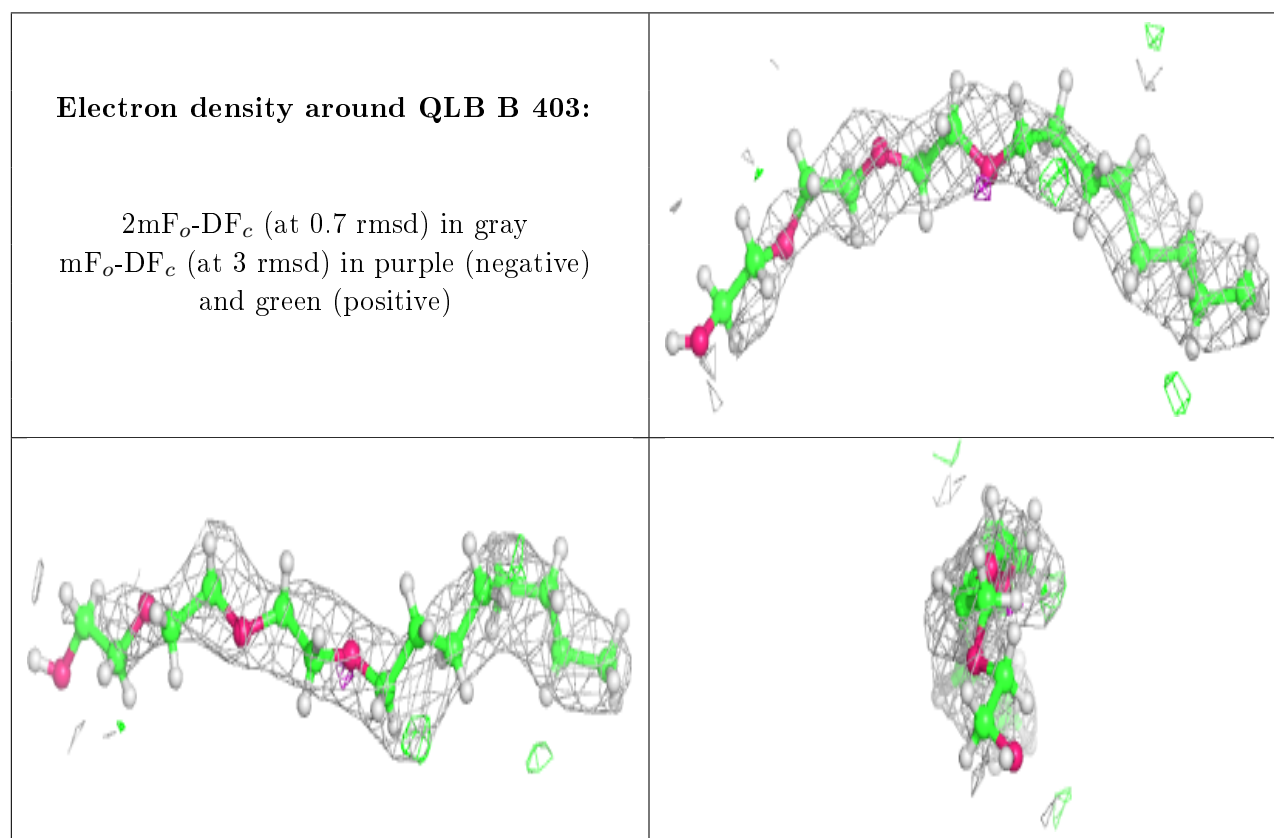 Electron density around QLB B 403:
2mFo-DFc (at 0.7 rmsd) in gray
mFo-DFc (at 3 rmsd) in purple (negative)
and green (positive)